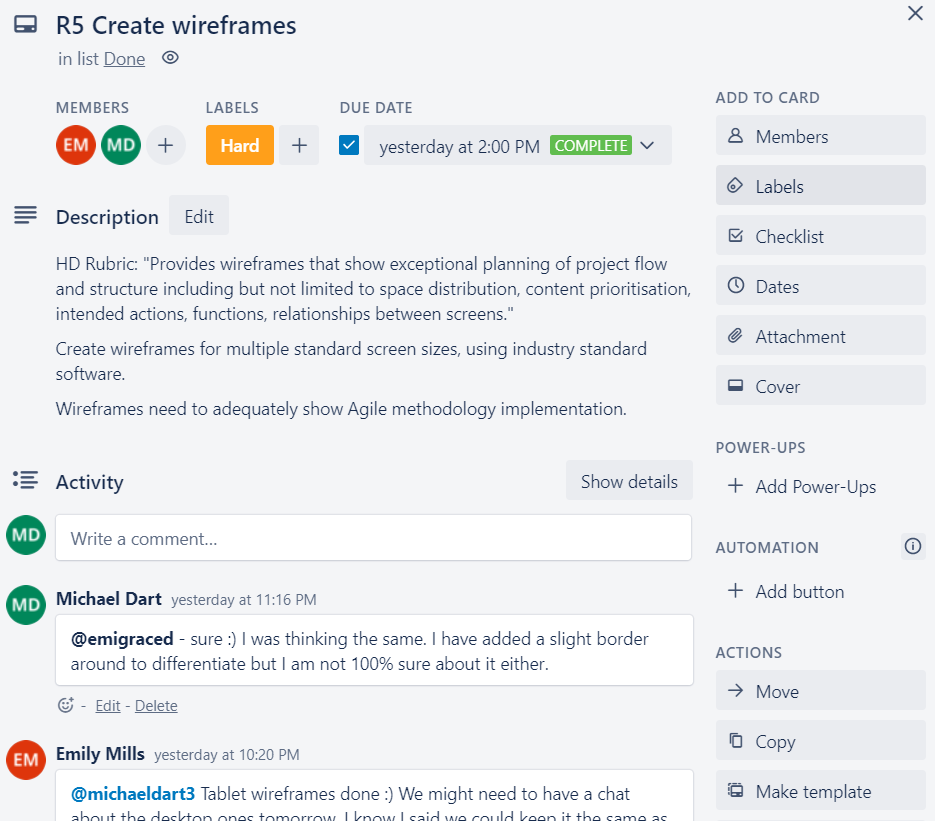 R5 Create wireframes
in list Done
MEMBERS
LABELS
DUE DATE
EM
MD
Hard
yesterday at 2:00 PM COMPLETE
Description
Edit
HD Rubric: "Provides wireframes that show exceptional planning of project flow
and structure including but not limited to space distribution, content prioritisation,
intended actions, functions, relationships between screens."
Create wireframes for multiple standard screen sizes, using industry standard
software.
Wireframes need to adequately show Agile methodology implementation.
Activity
Show details
MD
Write a comment...
MD
Michael Dart yesterday at 11:16 PM
@emigraced - sure :) I was thinking the same. I have added a slight border
around to differentiate but I am not 100% sure about it either.
- Edit - Delete
EM
Emily Mills yesterday at 10:20 PM
@michaeldart3 Tablet wireframes done :) We might need to have a chat
about the desktop ones tomorrow. I know I said we could keep it the same as
ADD TO CARD
Members
Labels
Checklist
Dates
Attachment
Cover
POWER-UPS
+ Add Power-Ups
AUTOMATION
+ Add button
ACTIONS
Move
Copy
Make template